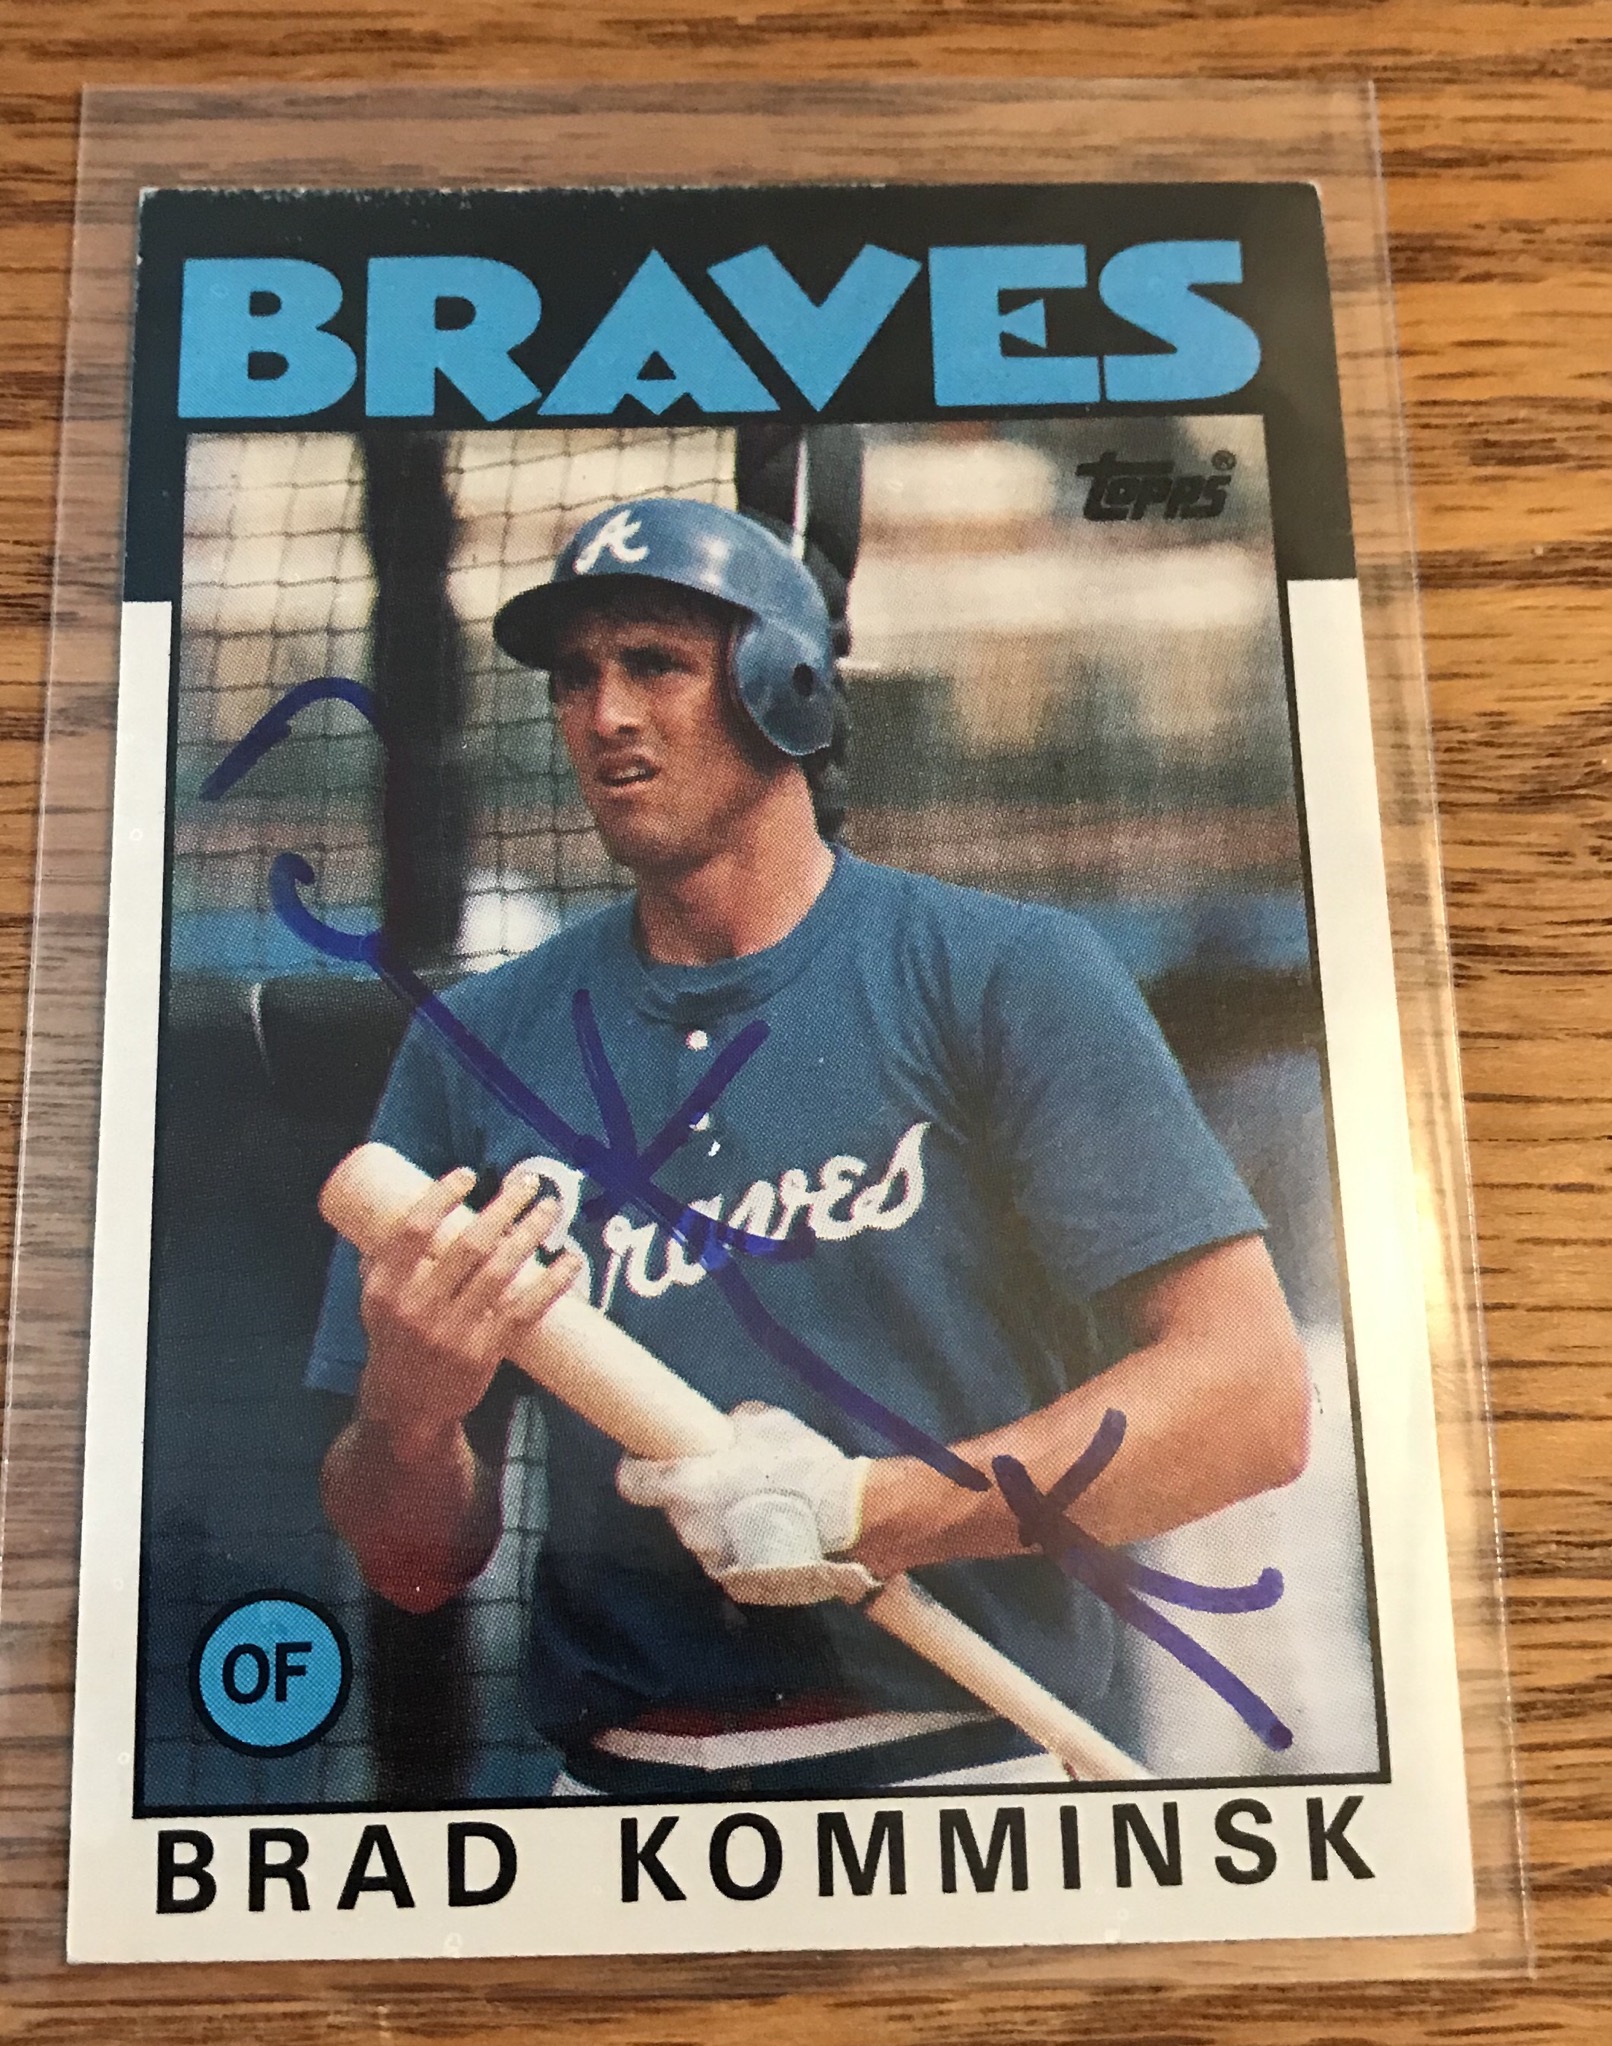 BRAVES
Topps®
A
Braves
OF
BRAD KOMMINSK